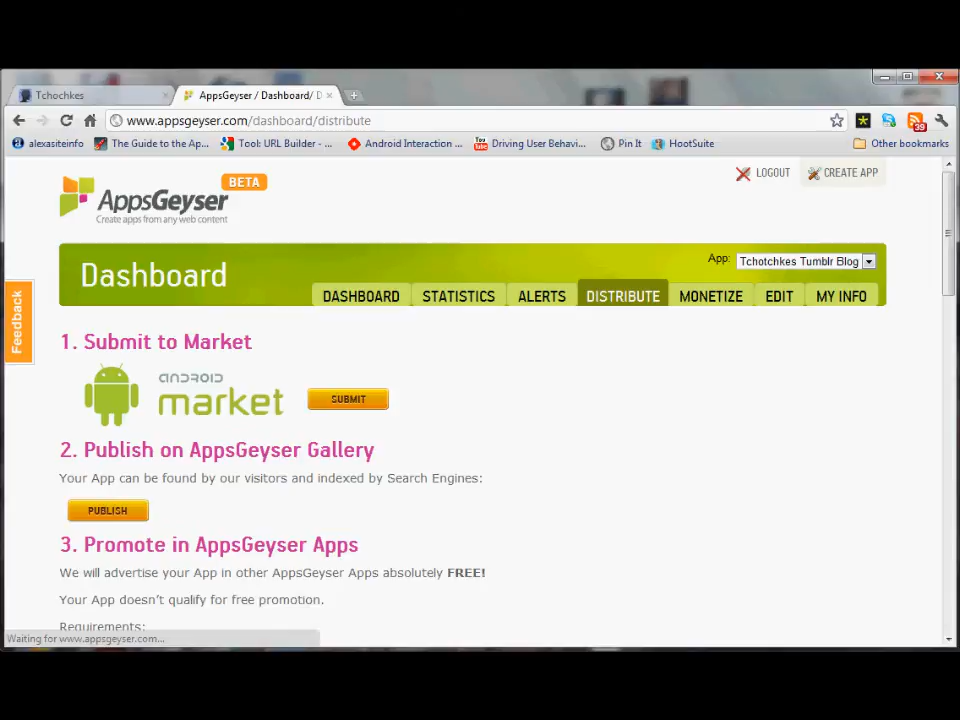 Tchochkes
AppsGeyser / Dashboard/ D
www.appsgeyser.com/dashboard/distribute
39
alexasiteinfo
The Guide to the Ap...
Tool: URL Builder - ...
Android Interaction ...
Driving User Behavi...
Pin It
HootSuite
Other bookmarks
LOGOUT
CREATE APP
BETA
AppsGeyser
Create apps from any web content
Dashboard
App: Tchotchkes Tumblr Blog
DASHBOARD STATISTICS ALERTS DISTRIBUTE MONETIZE EDIT MY INFO
Feedback
1. Submit to Market
android
market
SUBMIT
2. Publish on AppsGeyser Gallery
Your App can be found by our visitors and indexed by Search Engines:
PUBLISH
3. Promote in AppsGeyser Apps
We will advertise your App in other AppsGeyser Apps absolutely FREE!
Your App doesn't qualify for free promotion.
Requirements:
Waiting for www.appsgeyser.com...